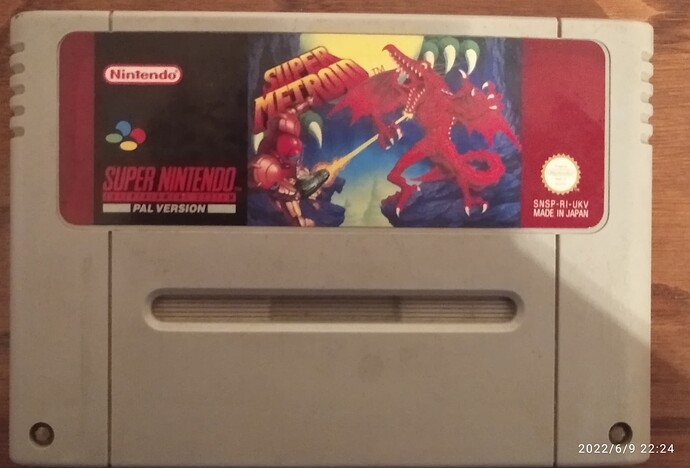 Nintendo
SUPER
METROID
TM
SUPER NINTENDO
PAL VERSION
SNSP-RI-UKV
MADE IN JAPAN
2022/6/9 22:24